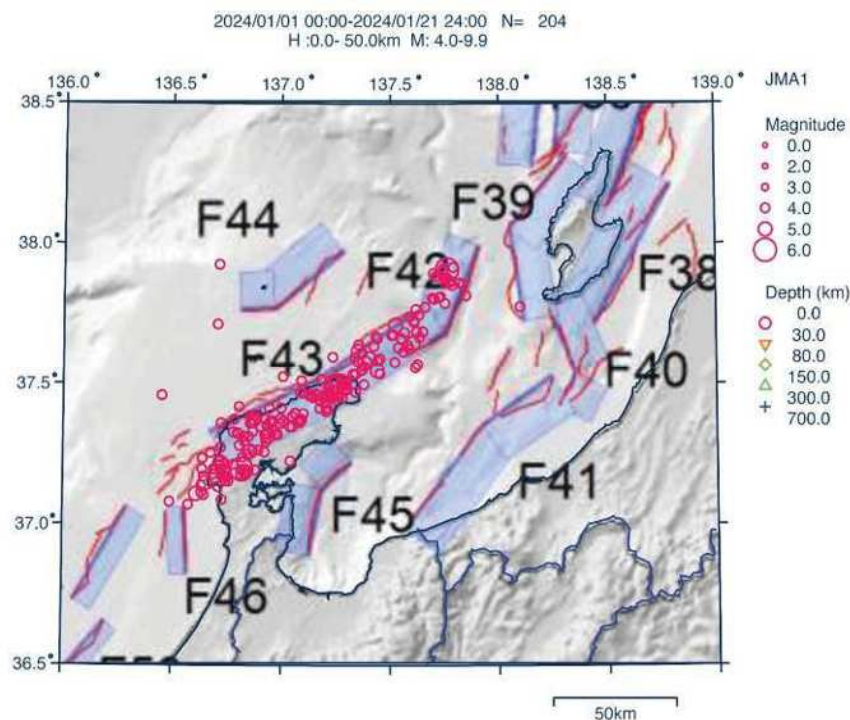 2024/01/01 00:00-2024/01/21 24:00 N= 204
H :0.0- 50.0km M: 4.0-9.9
136.0° 136.5° 137.0° 137.5° 138.0° 138.5° 139.0°
JMA1
38.5°
38.0°
37.5°
37.0°
36.5°
F39
F44
F42
F38
F43
F40
F41
F45
F46
Magnitude
0.0
2.0
3.0
4.0
5.0
6.0
Depth (km)
0.0
30.0
80.0
150.0
300.0
700.0
50km